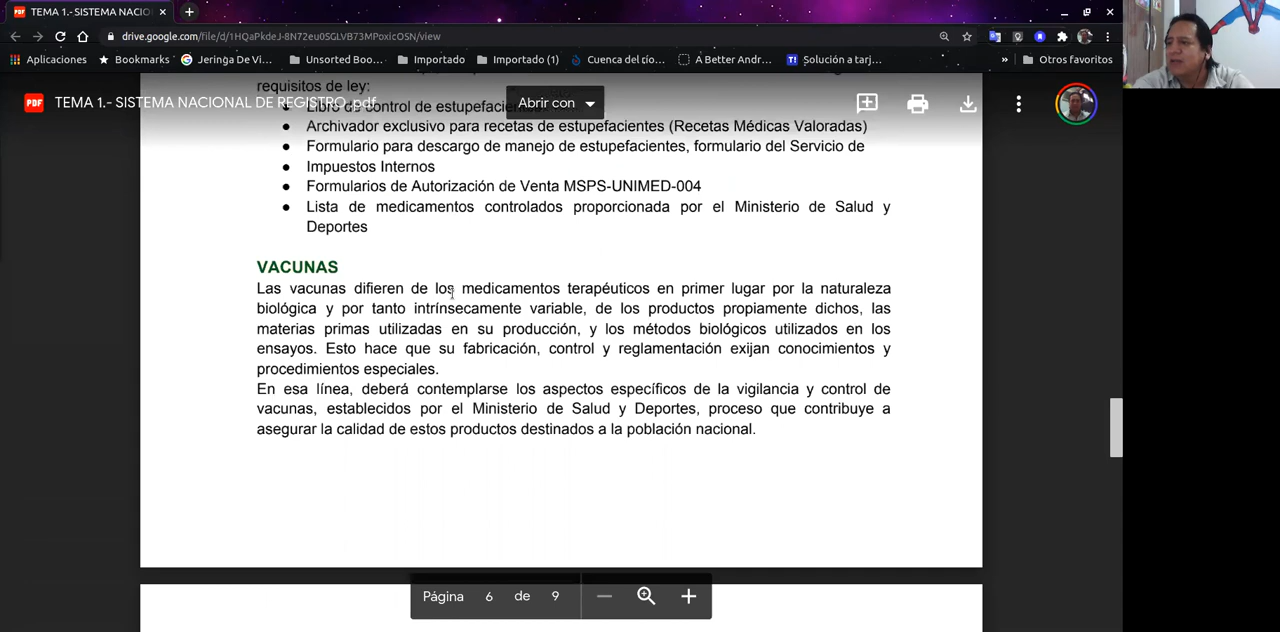 TEMA 1.- SISTEMA NACIO
drive.google.com/file/d/1HQaPkdeJ-8N72eu0SGLVB73MPoxicOSN/view
Aplicaciones Bookmarks Jeringa De Vi... Unsorted Boo... Importado Importado (1) Cuenca del río... A Better Andr... Solución a tarj... » Otros favoritos
requisitos de ley:
PDF TEMA 1.- SISTEMA NACIONAL DE REGISTRO .pdf Abrir con
● Libro de control de estupefacientes
● Archivador exclusivo para recetas de estupefacientes (Recetas Médicas Valoradas)
● Formulario para descargo de manejo de estupefacientes, formulario del Servicio de
● Impuestos Internos
● Formularios de Autorización de Venta MSPS-UNIMED-004
● Lista de medicamentos controlados proporcionada por el Ministerio de Salud y
Deportes
VACUNAS
Las vacunas difieren de los medicamentos terapéuticos en primer lugar por la naturaleza
biológica y por tanto intrínsecamente variable, de los productos propiamente dichos, las
materias primas utilizadas en su producción, y los métodos biológicos utilizados en los
ensayos. Esto hace que su fabricación, control y reglamentación exijan conocimientos y
procedimientos especiales.
En esa línea, deberá contemplarse los aspectos específicos de la vigilancia y control de
vacunas, establecidos por el Ministerio de Salud y Deportes, proceso que contribuye a
asegurar la calidad de estos productos destinados a la población nacional.
Página 6 de 9